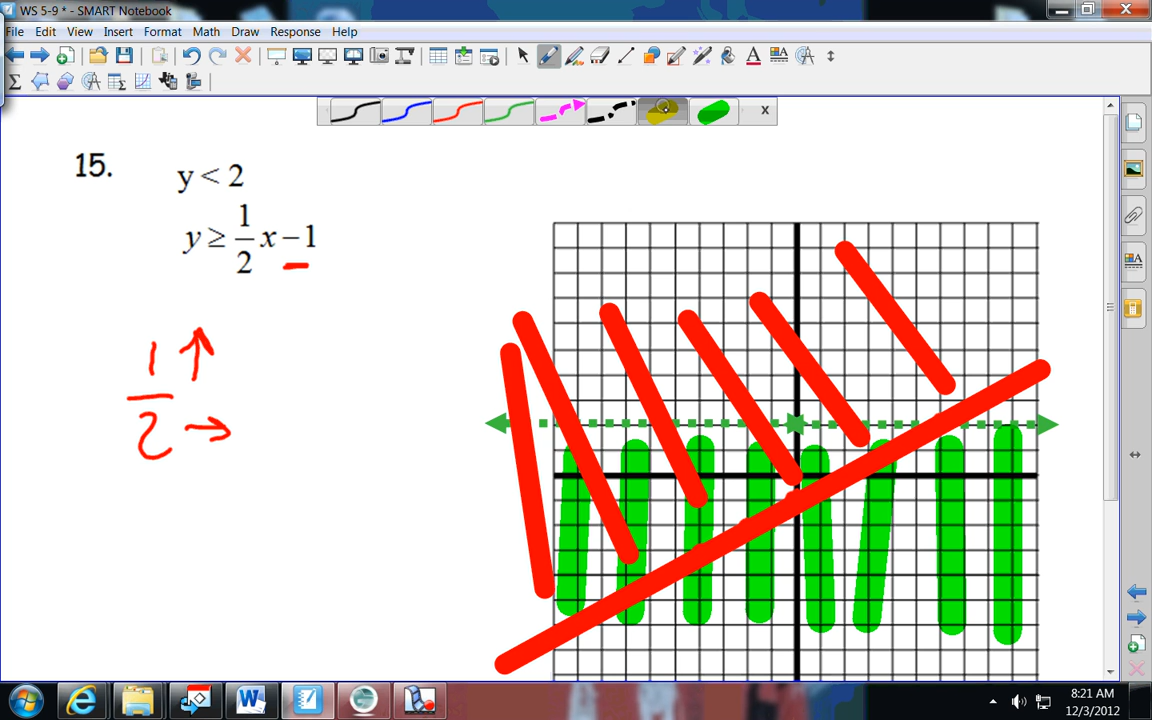 WS 5-9 * - SMART Notebook
File Edit View Insert Format Math Draw Response Help
x
15.
y < 2
y ≥ 1/2 x − 1
1
2
8:21 AM
12/3/2012